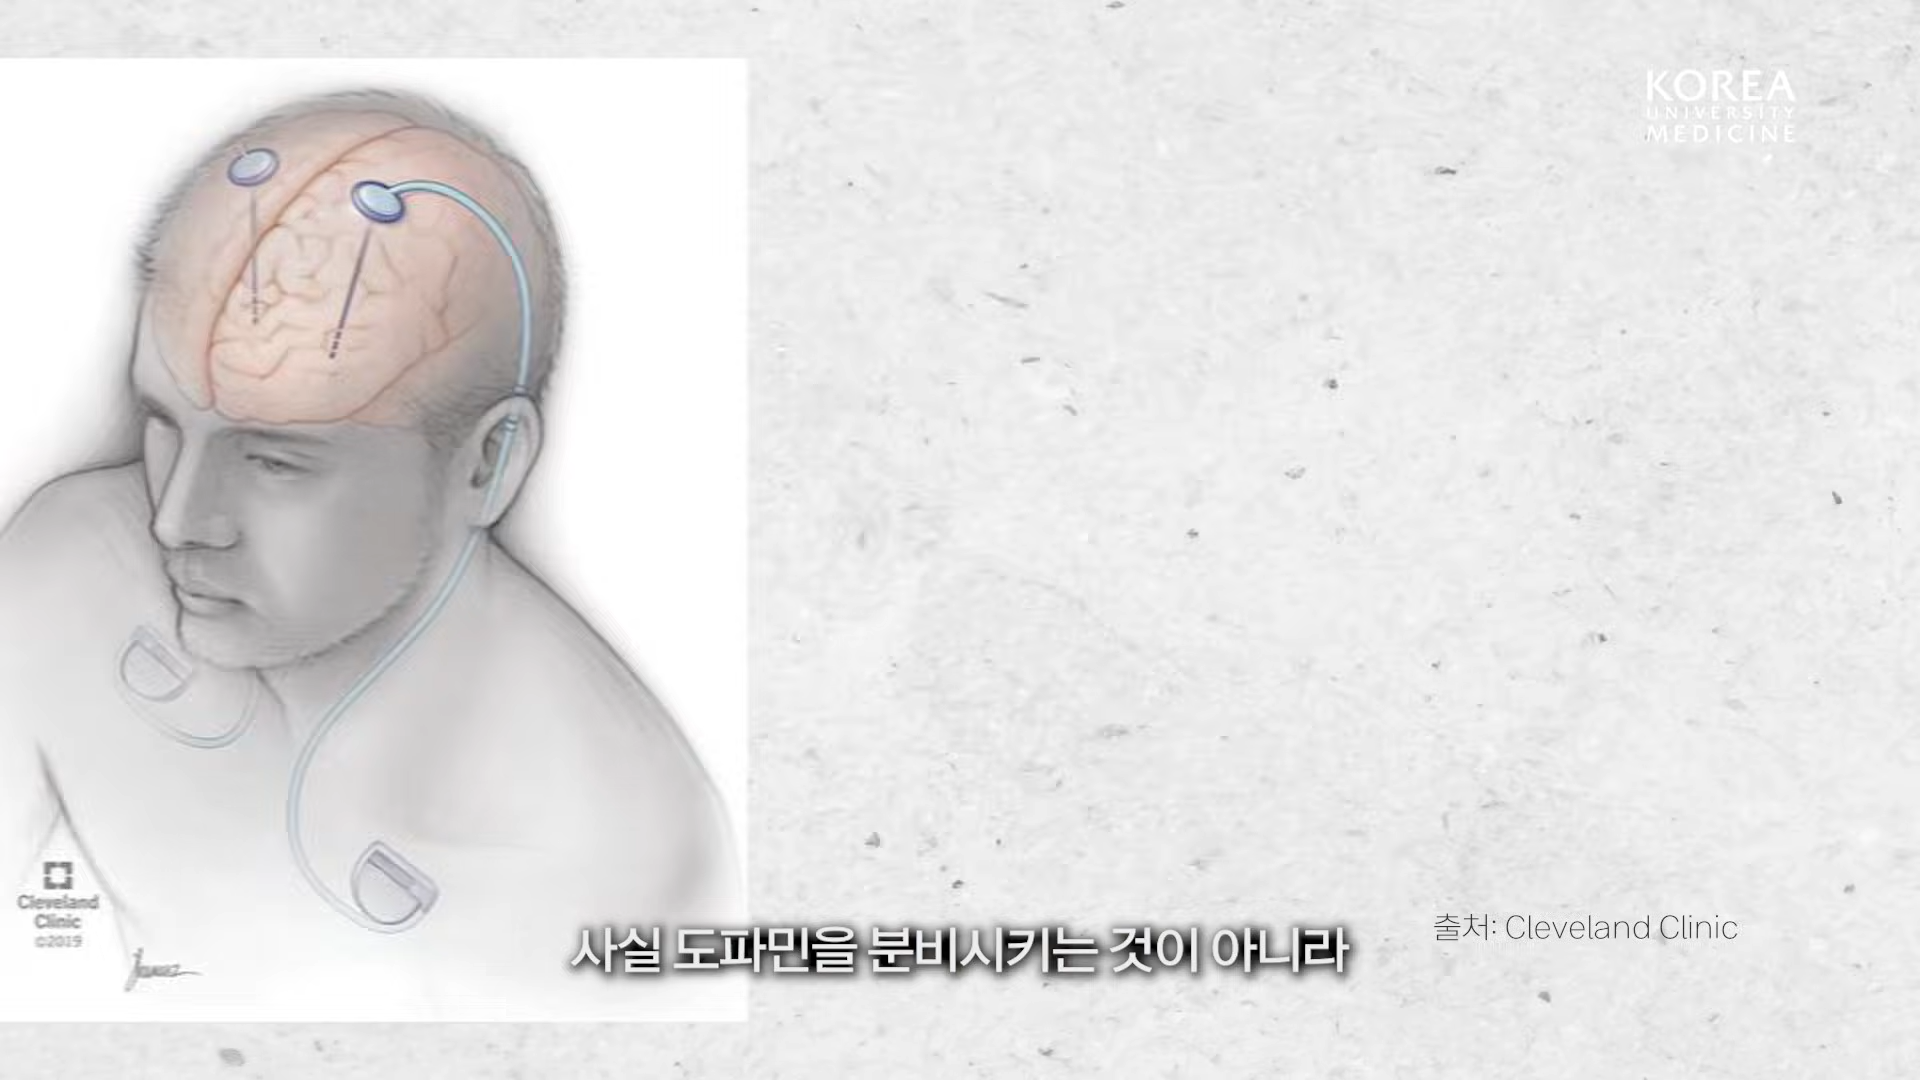 KOREA
UNIVERSITY
MEDICINE
Cleveland
Clinic
©2019
출처: Cleveland Clinic
사실 도파민을 분비시키는 것이 아니라